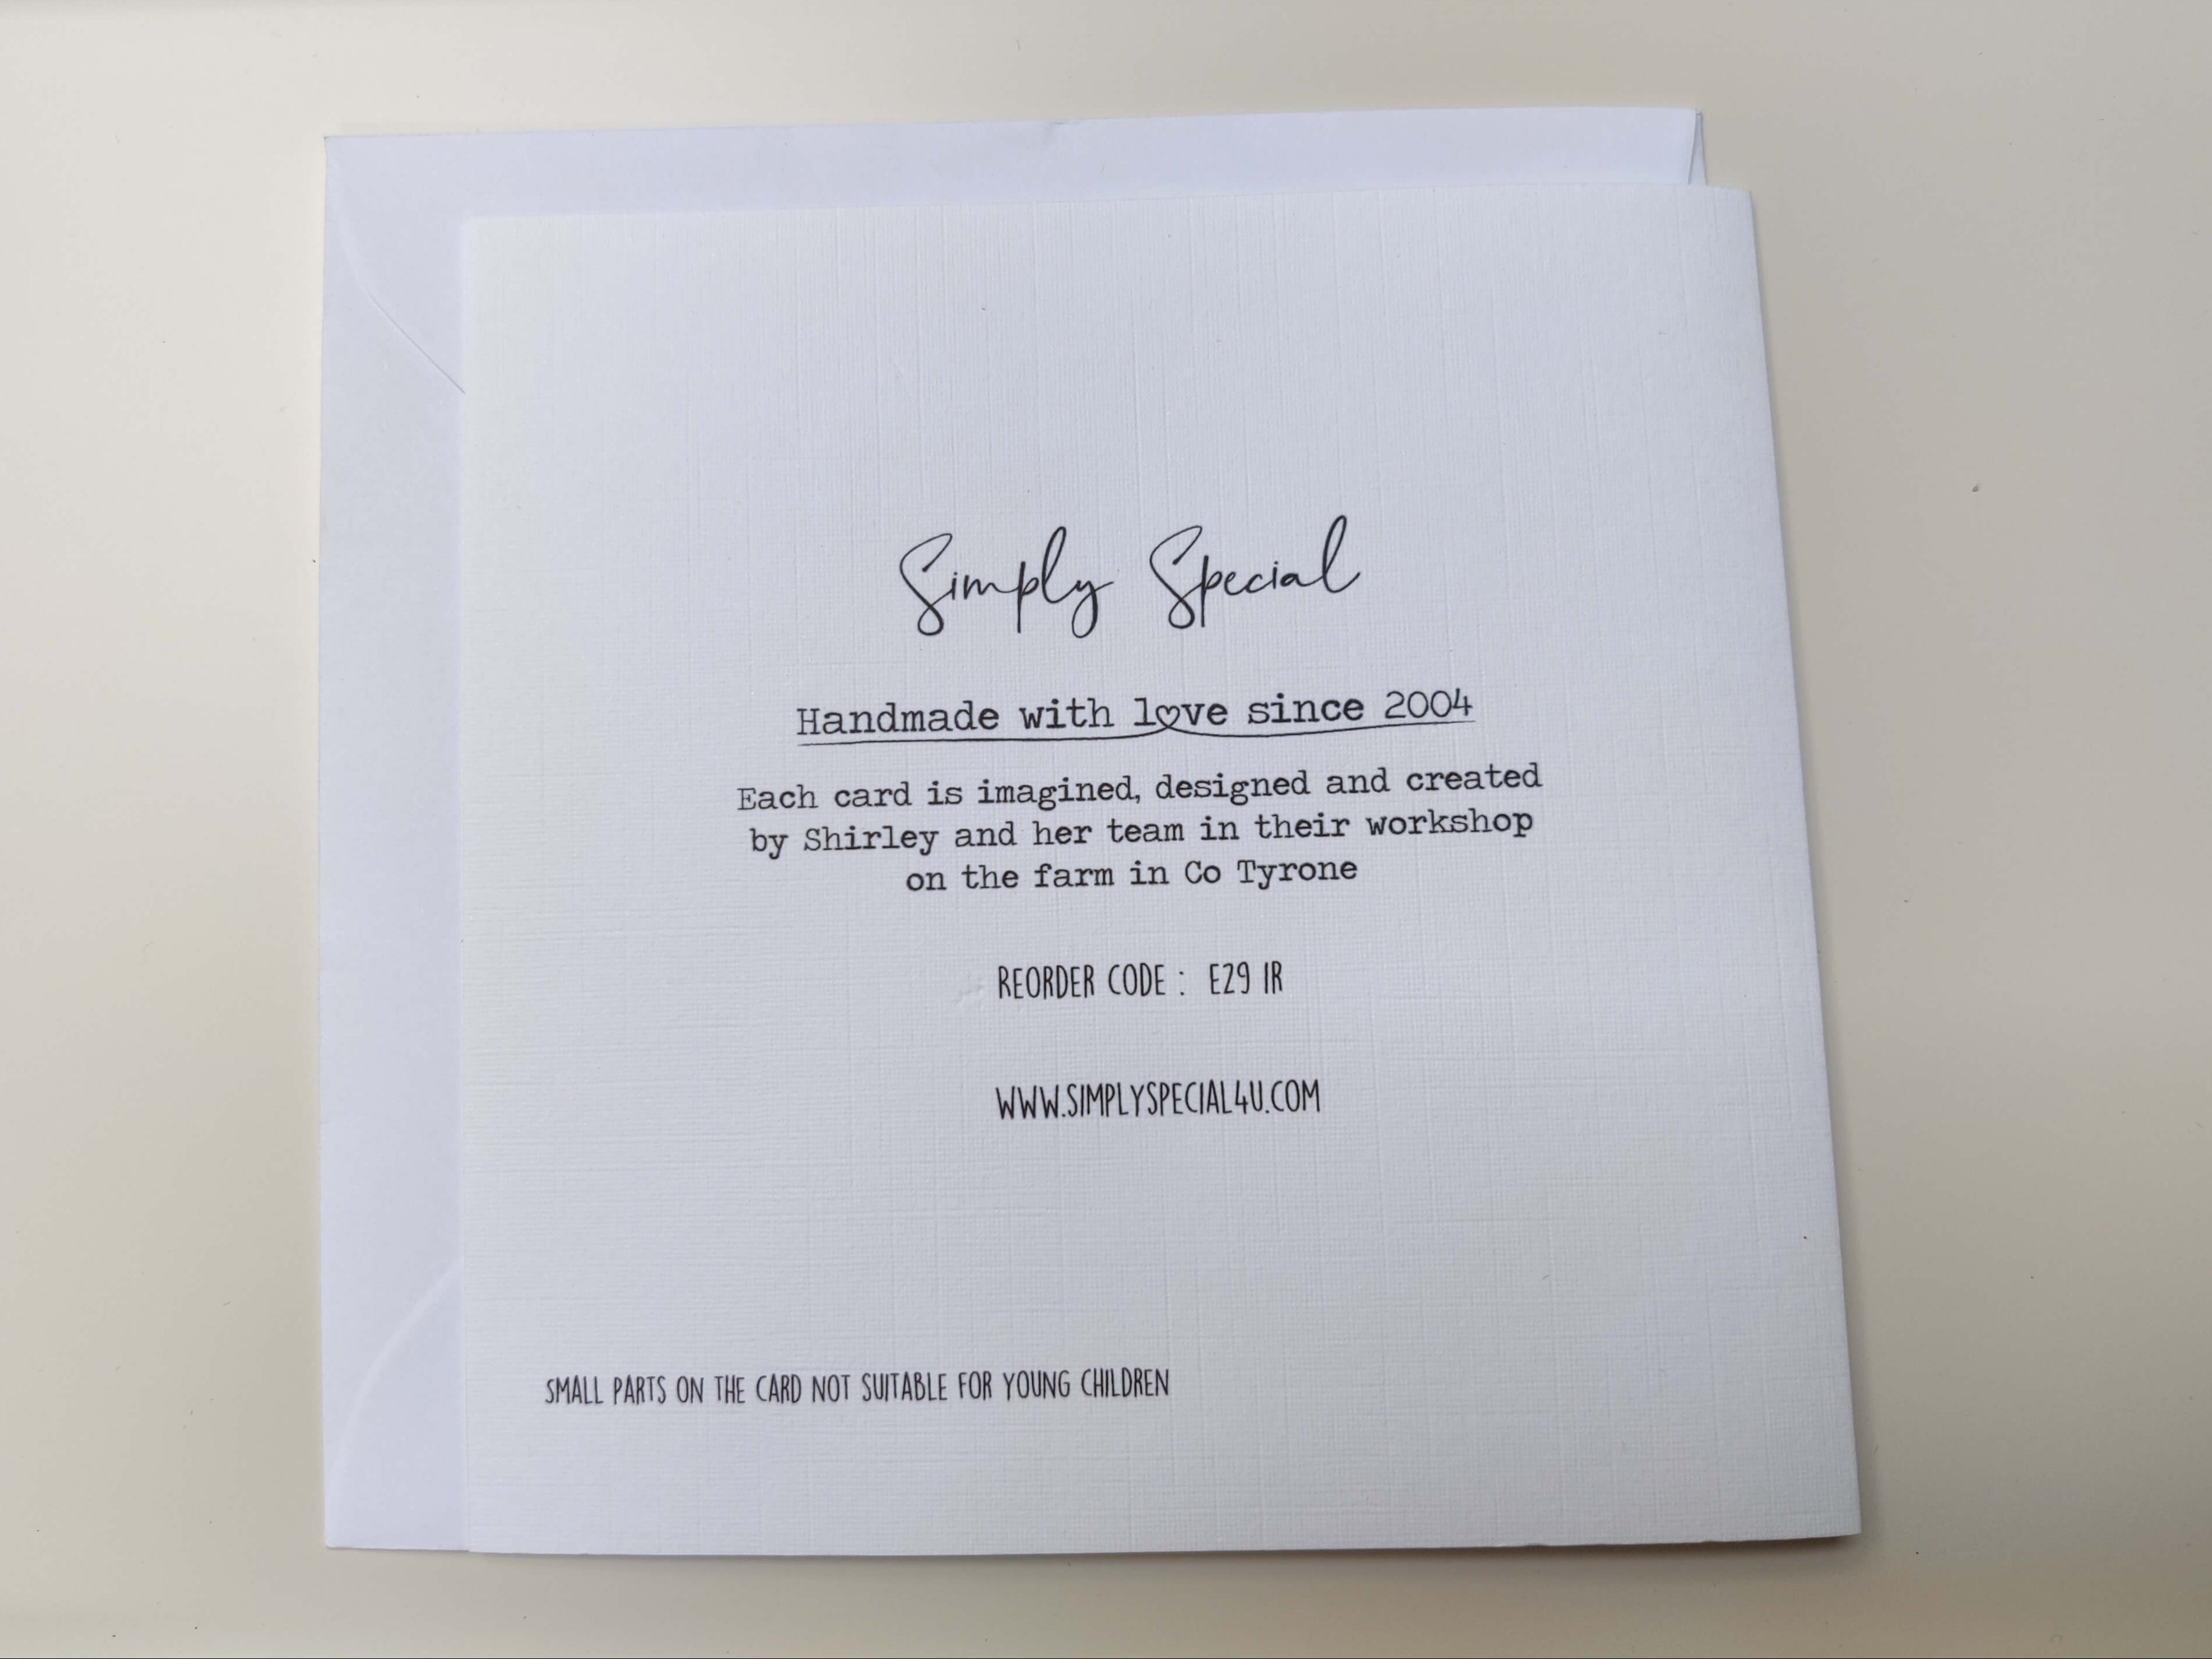 Simply Special
Handmade with love since 2004
Each card is imagined, designed and created
by Shirley and her team in their workshop
on the farm in Co Tyrone
REORDER CODE : E29 IR
WWW.SIMPLYSPECIAL4U.COM
SMALL PARTS ON THE CARD NOT SUITABLE FOR YOUNG CHILDREN